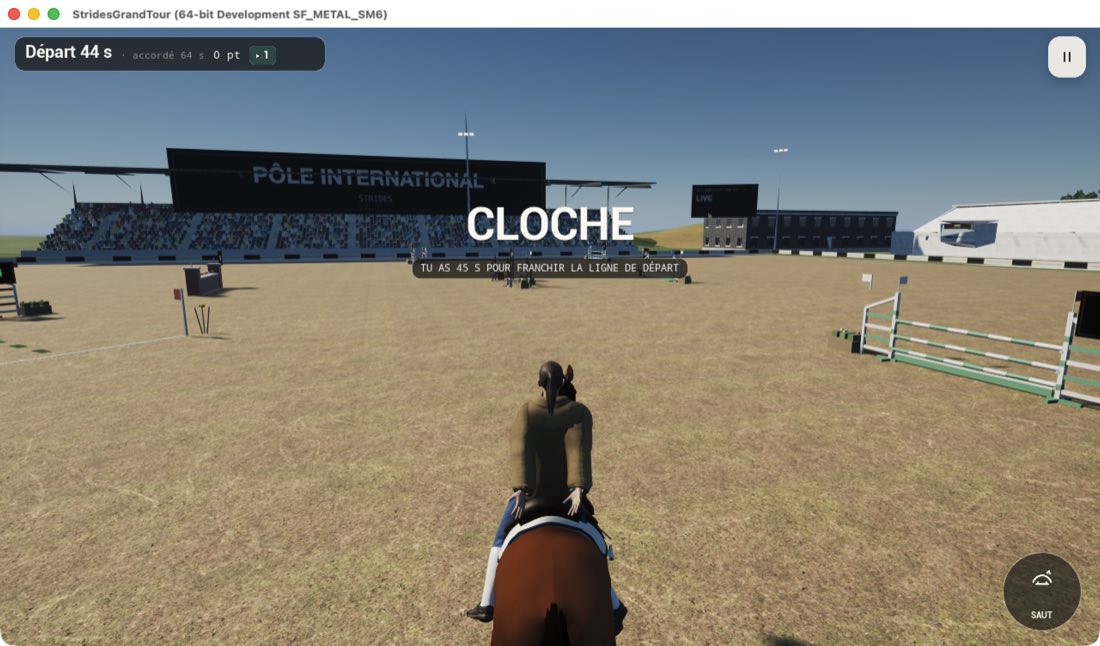 StridesGrandTour (64-bit Development SF_METAL_SM6)
Départ 44 s · accordé 64 s 0 pt ▸ 1
PÔLE INTERNATIONAL
STRIDES
LIVE
CLOCHE
TU AS 45 S POUR FRANCHIR LA LIGNE DE DÉPART
SAUT